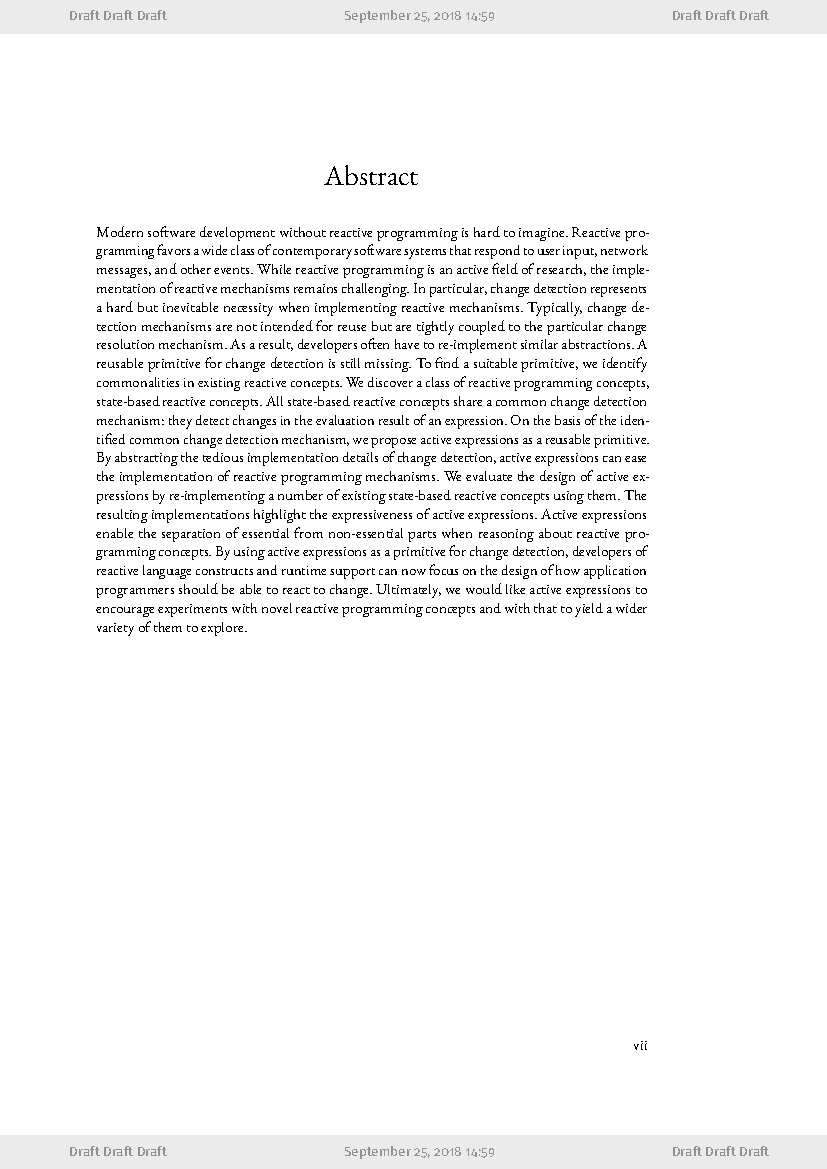 Draft Draft Draft September 25, 2018 14:59 Draft Draft Draft
Abstract
Modern software development without reactive programming is hard to imagine. Reactive pro-
gramming favors a wide class of contemporary software systems that respond to user input, network
messages, and other events. While reactive programming is an active field of research, the imple-
mentation of reactive mechanisms remains challenging. In particular, change detection represents
a hard but inevitable necessity when implementing reactive mechanisms. Typically, change de-
tection mechanisms are not intended for reuse but are tightly coupled to the particular change
resolution mechanism. As a result, developers often have to re-implement similar abstractions. A
reusable primitive for change detection is still missing. To find a suitable primitive, we identify
commonalities in existing reactive concepts. We discover a class of reactive programming concepts,
state-based reactive concepts. All state-based reactive concepts share a common change detection
mechanism: they detect changes in the evaluation result of an expression. On the basis of the iden-
tified common change detection mechanism, we propose active expressions as a reusable primitive.
By abstracting the tedious implementation details of change detection, active expressions can ease
the implementation of reactive programming mechanisms. We evaluate the design of active ex-
pressions by re-implementing a number of existing state-based reactive concepts using them. The
resulting implementations highlight the expressiveness of active expressions. Active expressions
enable the separation of essential from non-essential parts when reasoning about reactive pro-
gramming concepts. By using active expressions as a primitive for change detection, developers of
reactive language constructs and runtime support can now focus on the design of how application
programmers should be able to react to change. Ultimately, we would like active expressions to
encourage experiments with novel reactive programming concepts and with that to yield a wider
variety of them to explore.
vii
Draft Draft Draft September 25, 2018 14:59 Draft Draft Draft